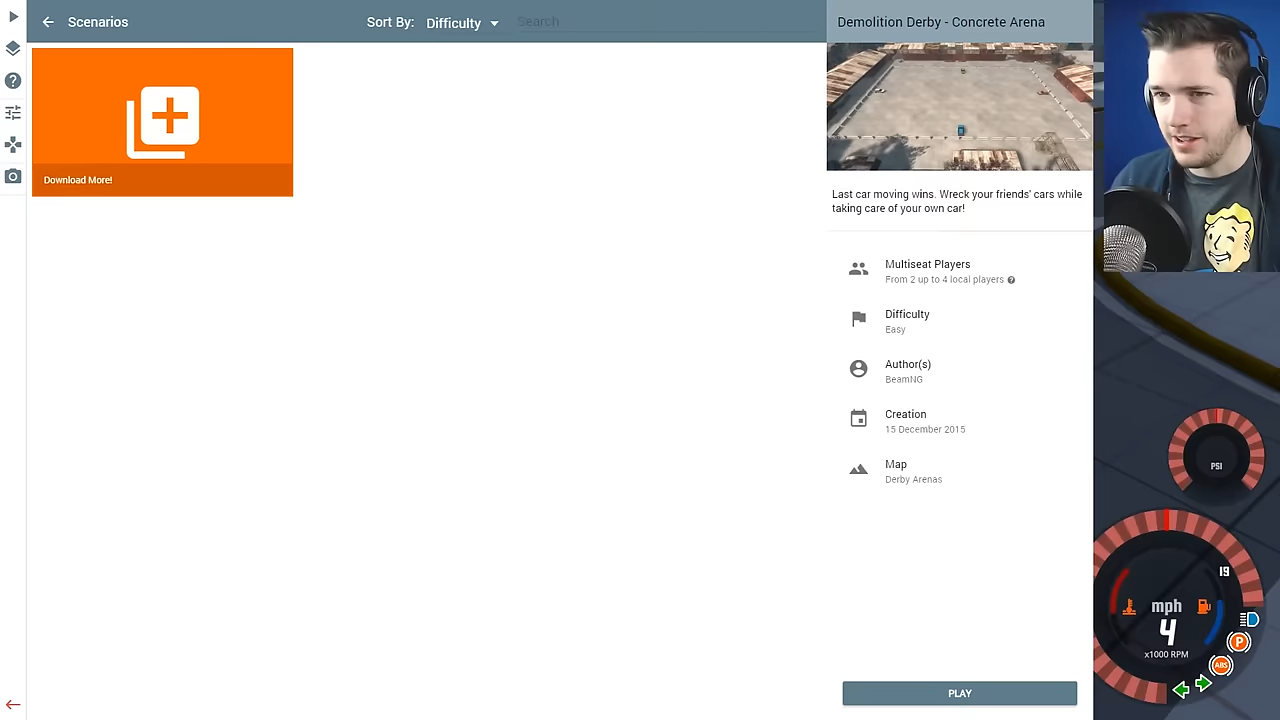 Scenarios
Sort By: Difficulty
Search
Download More!
Demolition Derby - Concrete Arena
Last car moving wins. Wreck your friends' cars while
taking care of your own car!
Multiseat Players
From 2 up to 4 local players
Difficulty
Easy
Author(s)
BeamNG
Creation
15 December 2015
Map
Derby Arenas
PLAY
PSI
19
mph
4
x1000 RPM
P
ABS